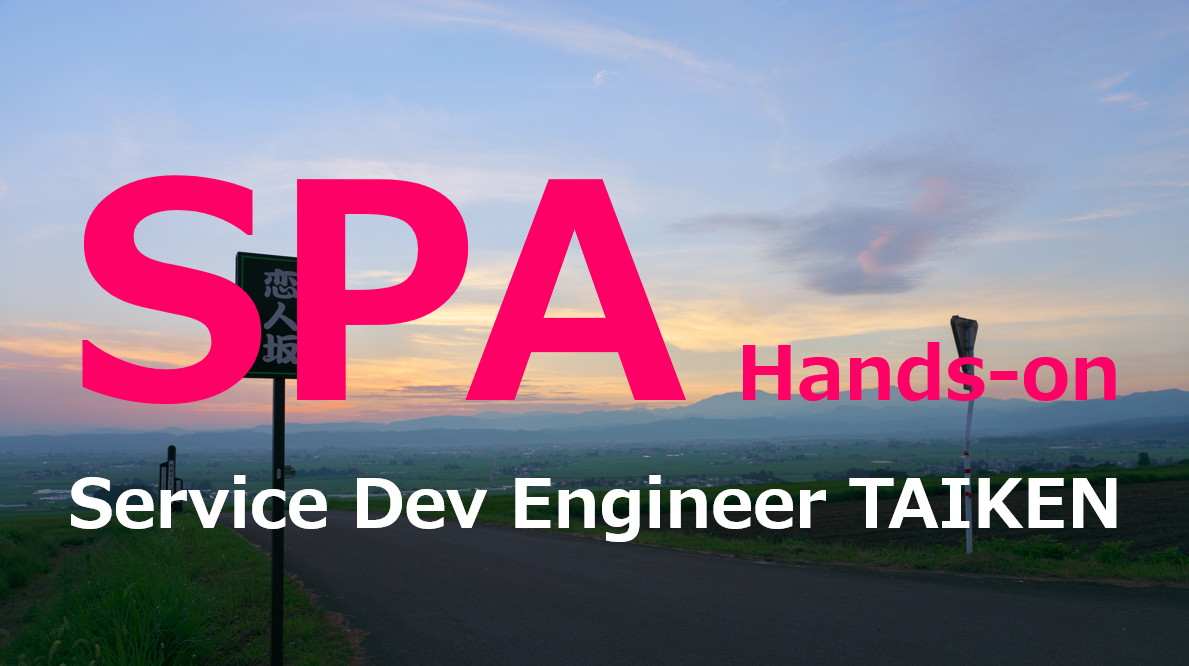 SPA Hands-on
恋人坂
Service Dev Engineer TAIKEN